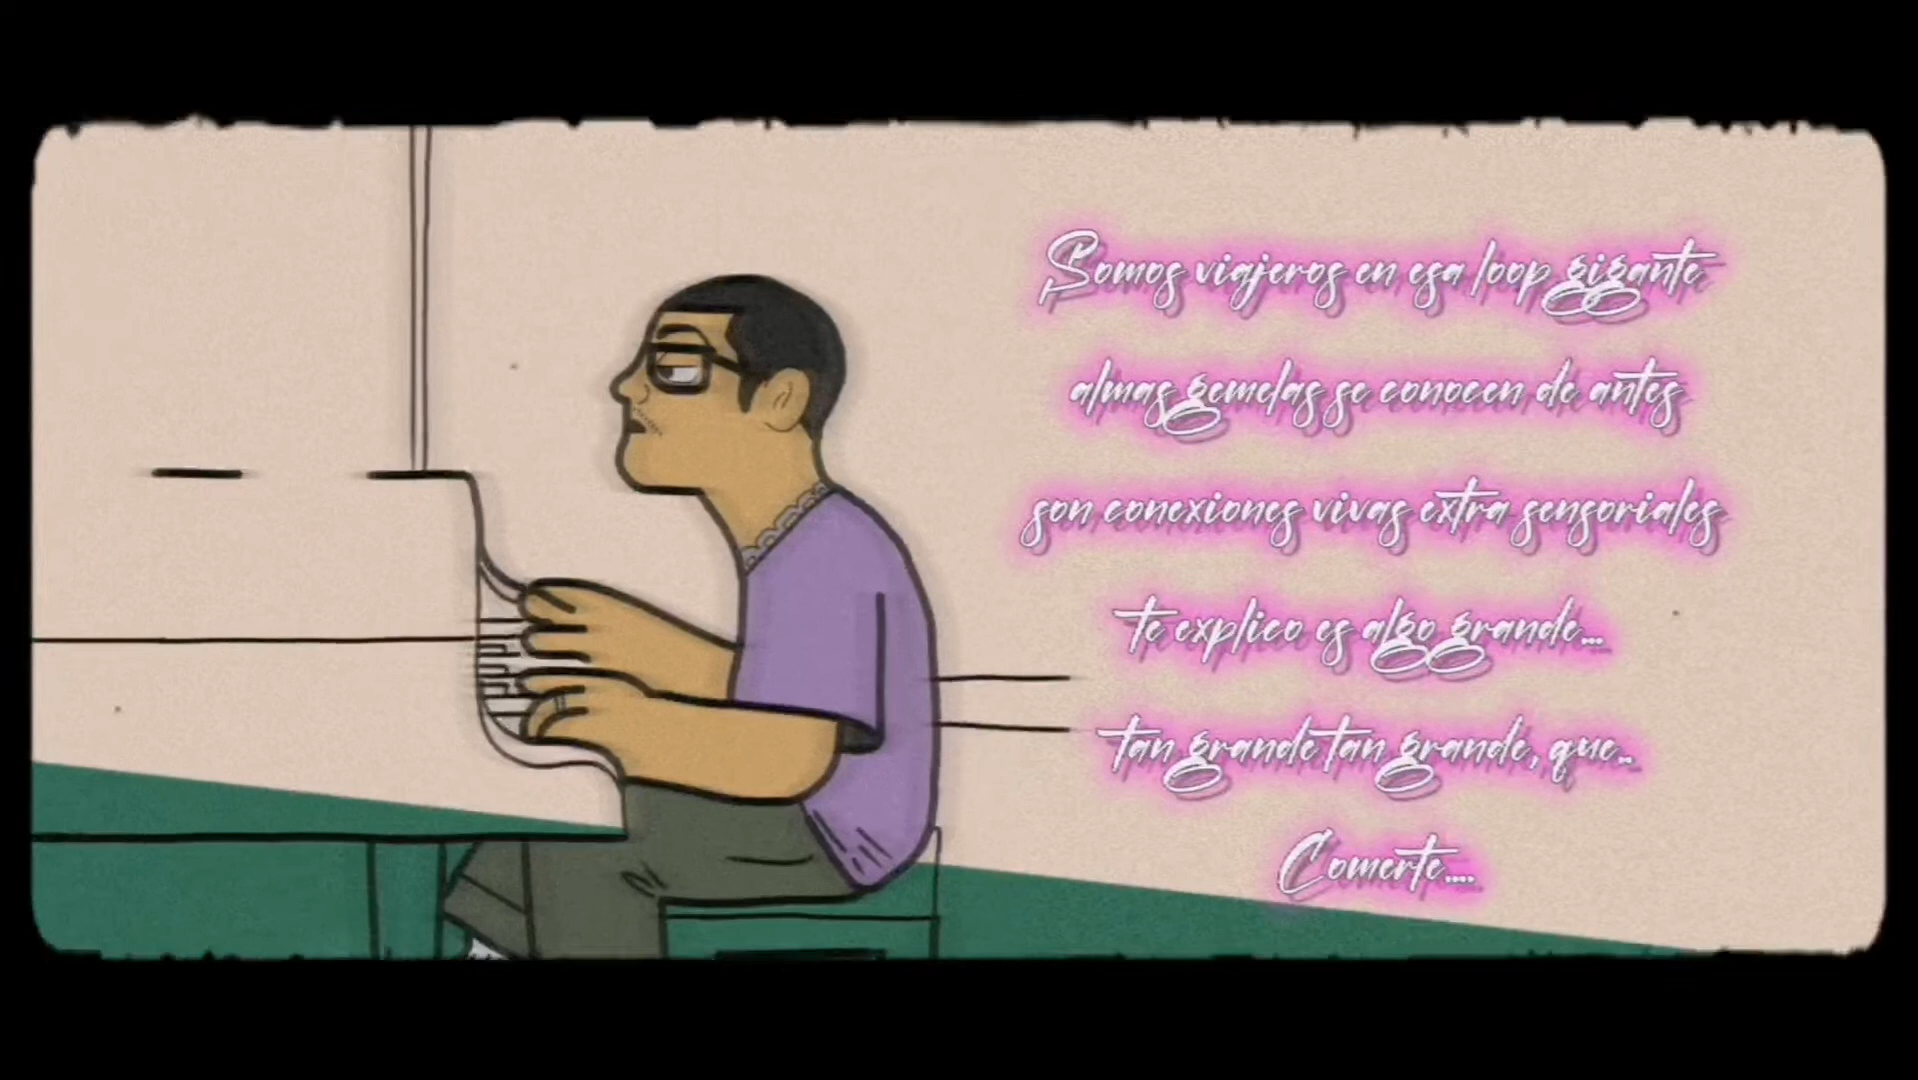 Somos viajeros en esa loop gigante
almas gemelas se conocen de antes
son conexiones vivas extra sensoriales
te explico es algo grande...
tan grande tan grande, que..
Comerte....